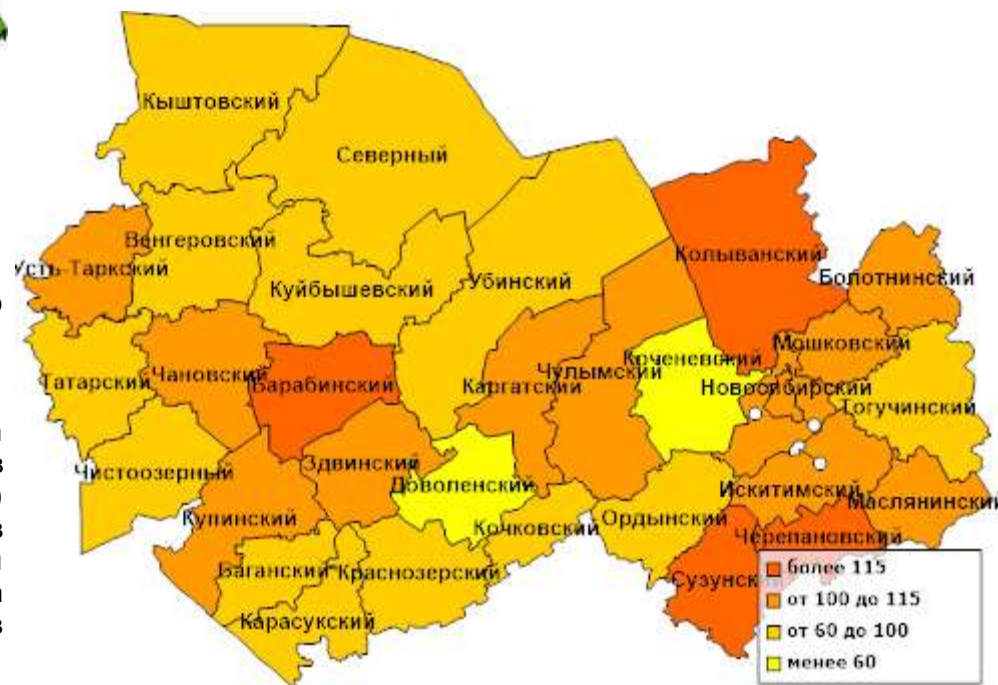 Кыштовский
Северный
Венгеровский
Усть-Таркский
Куйбышевский
Убинский
Колыванский
Болотнинский
Татарский
Чановский
Барабинский
Каргатский
Чулымский
Коченевский
Мошковский
Новосибирский
Тогучинский
Чистоозерный
Здвинский
Доволенский
Купинский
Кочковский
Ордынский
Искитимский
Маслянинский
Черепановский
Баганский
Краснозерский
Карасукский
Сузунский
более 115
от 100 до 115
от 60 до 100
менее 60